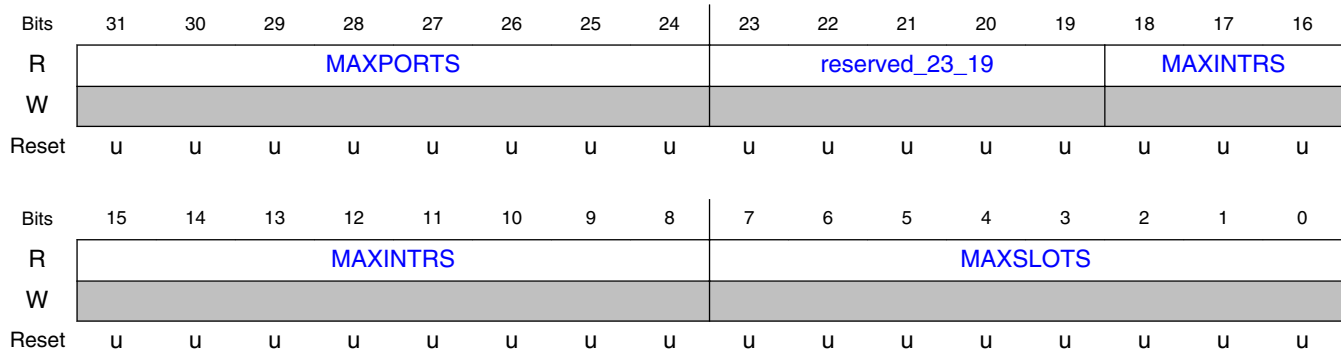 Bits 31 30 29 28 27 26 25 24 23 22 21 20 19 18 17 16
R MAXPORTS reserved_23_19 MAXINTRS
W
Reset u u u u u u u u u u u u u u u u
Bits 15 14 13 12 11 10 9 8 7 6 5 4 3 2 1 0
R MAXINTRS MAXSLOTS
W
Reset u u u u u u u u u u u u u u u u